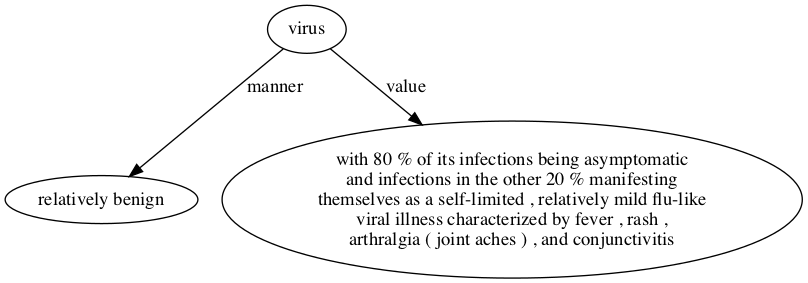 virus
manner
value
relatively benign
with 80 % of its infections being asymptomatic
and infections in the other 20 % manifesting
themselves as a self-limited , relatively mild flu-like
viral illness characterized by fever , rash ,
arthralgia ( joint aches ) , and conjunctivitis